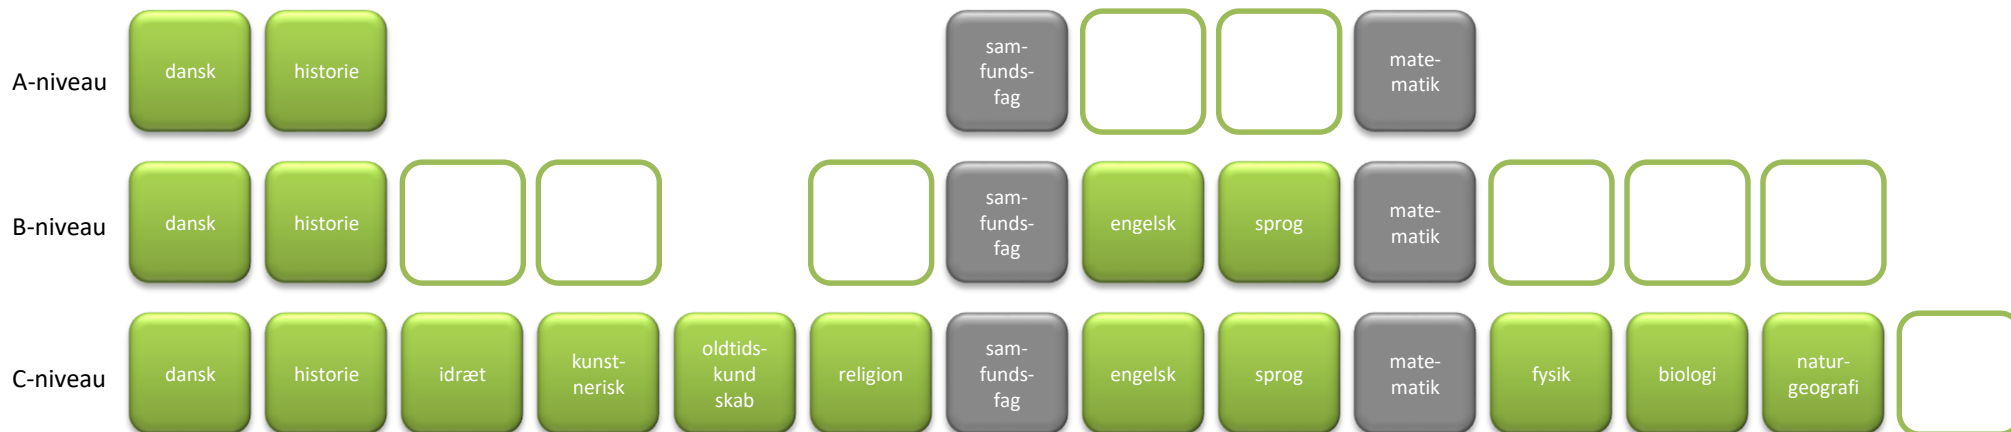 A-niveau
dansk
historie
sam-
funds-
fag
mate-
matik
B-niveau
dansk
historie
sam-
funds-
fag
engelsk
sprog
mate-
matik
C-niveau
dansk
historie
idræt
kunst-
nerisk
oldtids-
kund
skab
religion
sam-
funds-
fag
engelsk
sprog
mate-
matik
fysik
biologi
natur-
geografi